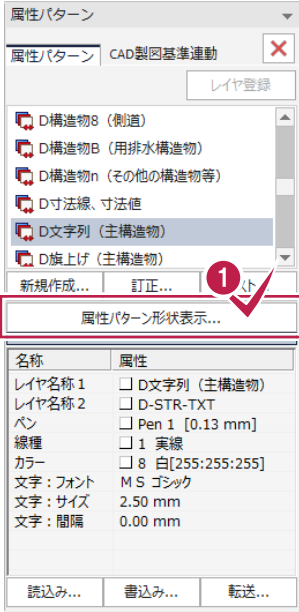 属性パターン
属性パターン CAD製図基準連動
レイヤ登録
D構造物8（側道）
D構造物B（用排水構造物）
D構造物n（その他の構造物等）
D寸法線、寸法値
D文字列（主構造物）
D旗上げ（主構造物）
新規作成... 訂正...
1
属性パターン形状表示...
名称 属性
レイヤ名称1 D文字列（主構造物）
レイヤ名称2 D-STR-TXT
ペン Pen 1 [0.13 mm]
線種 1 実線
カラー 8 白[255:255:255]
文字：フォント ＭＳ ゴシック
文字：サイズ 2.50 mm
文字：間隔 0.00 mm
読込み... 書込み... 転送...